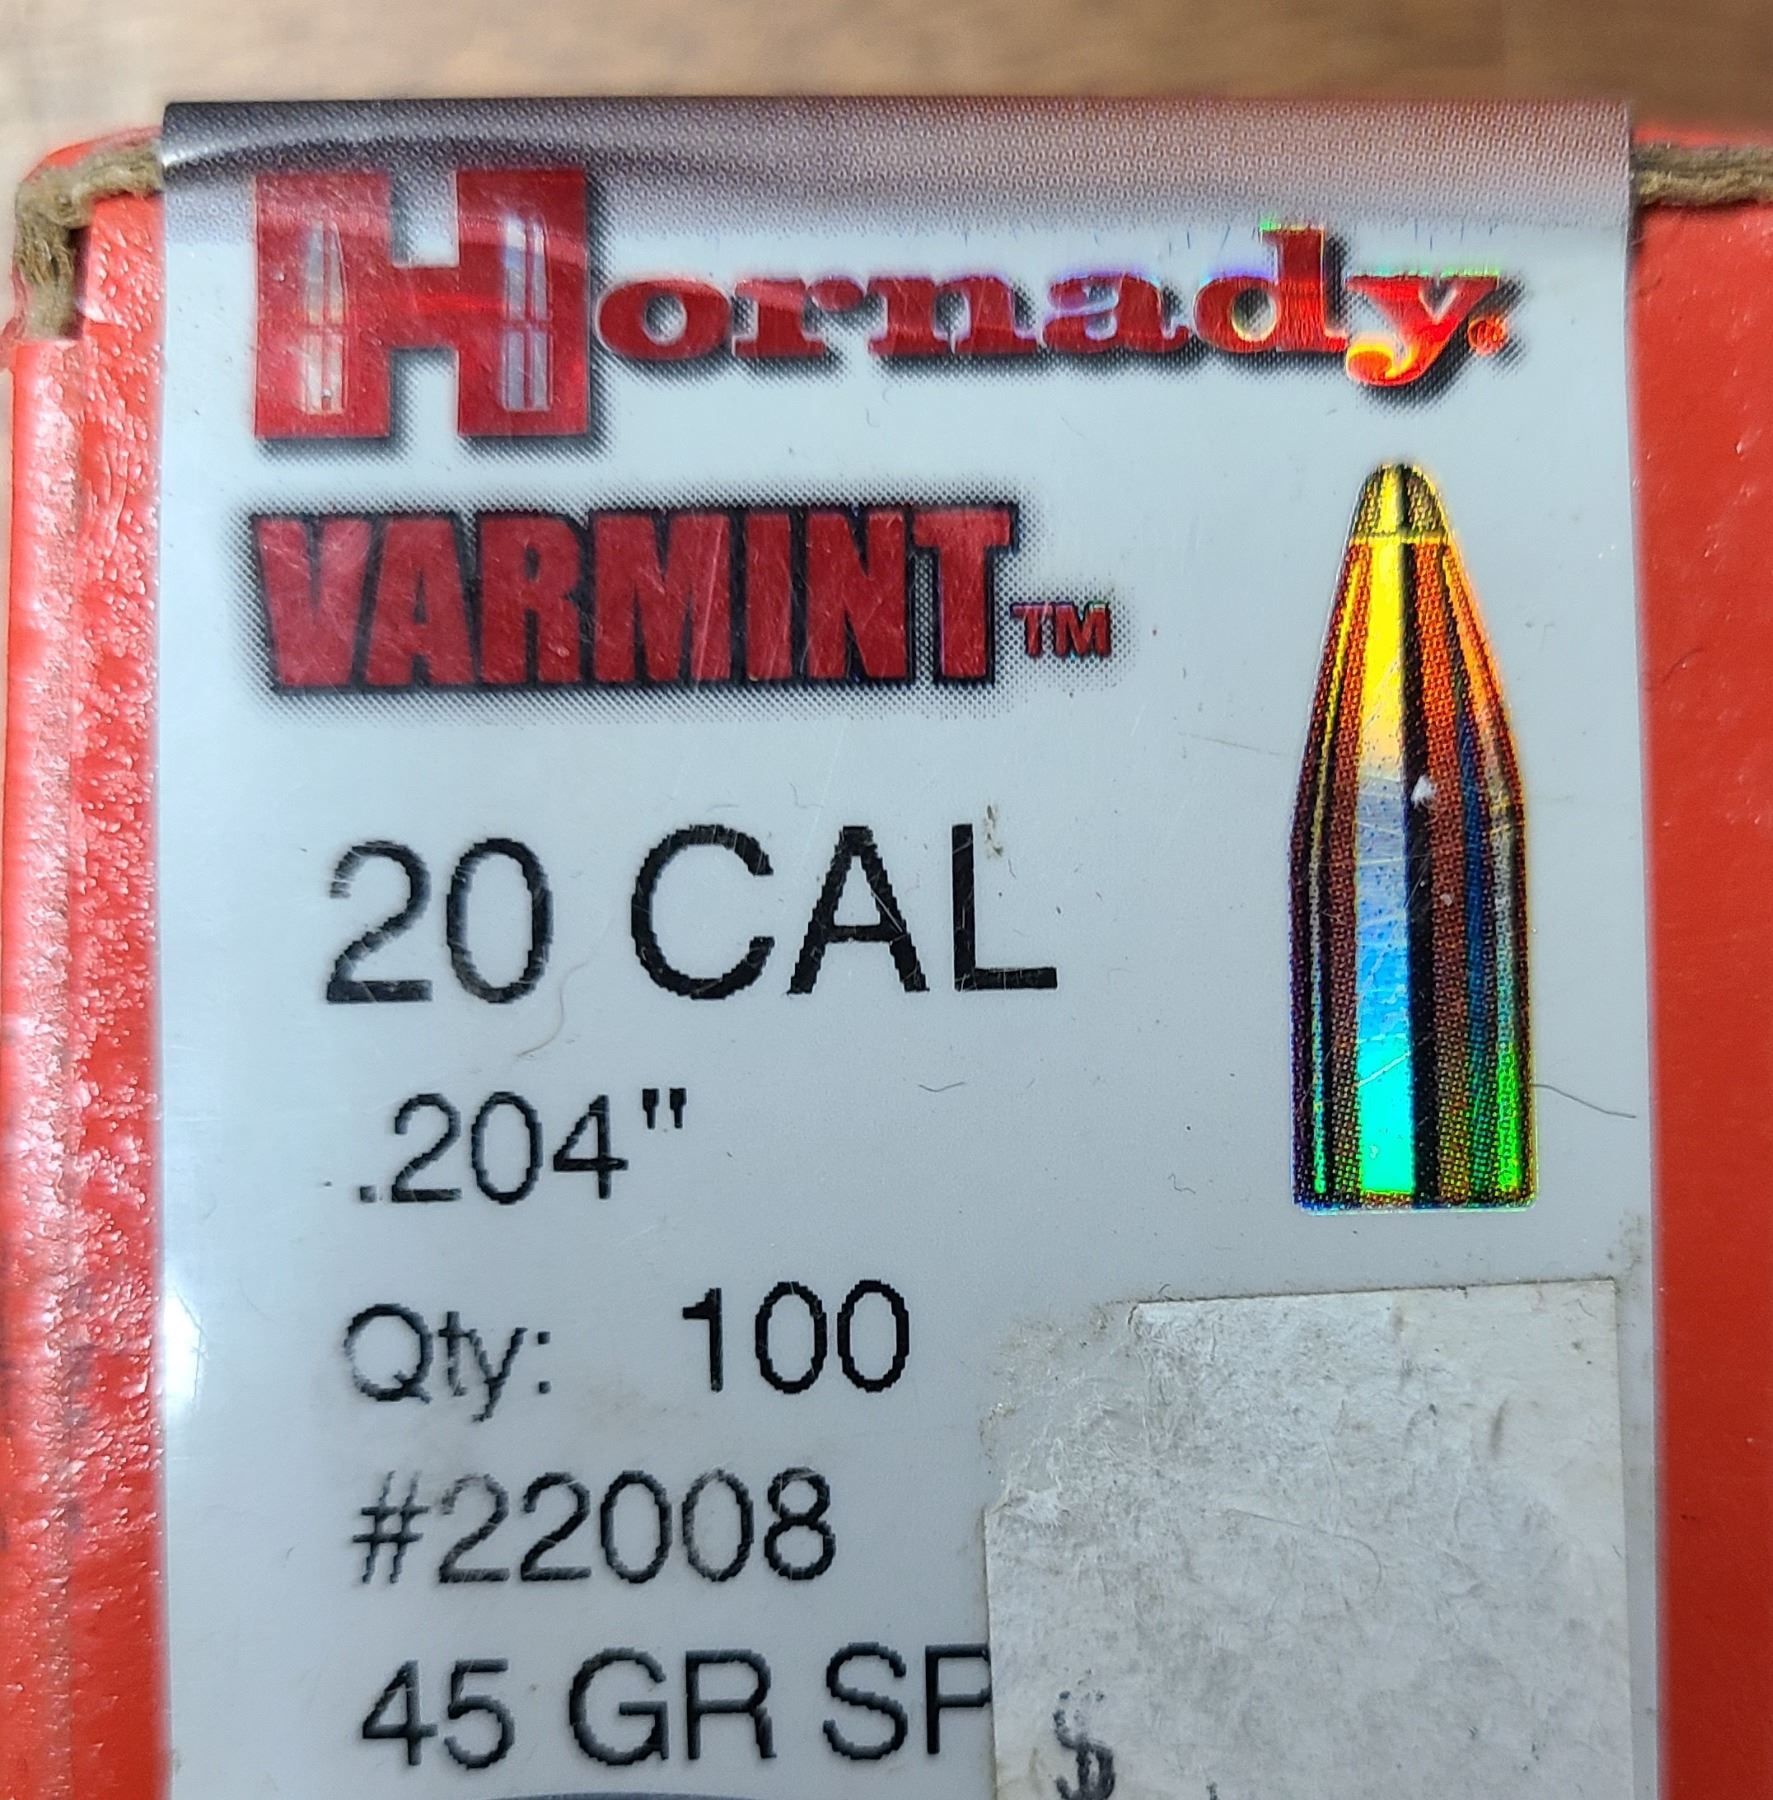 Hornady®
VARMINT™
20 CAL
.204"
Qty: 100
#22008
45 GR SP
$